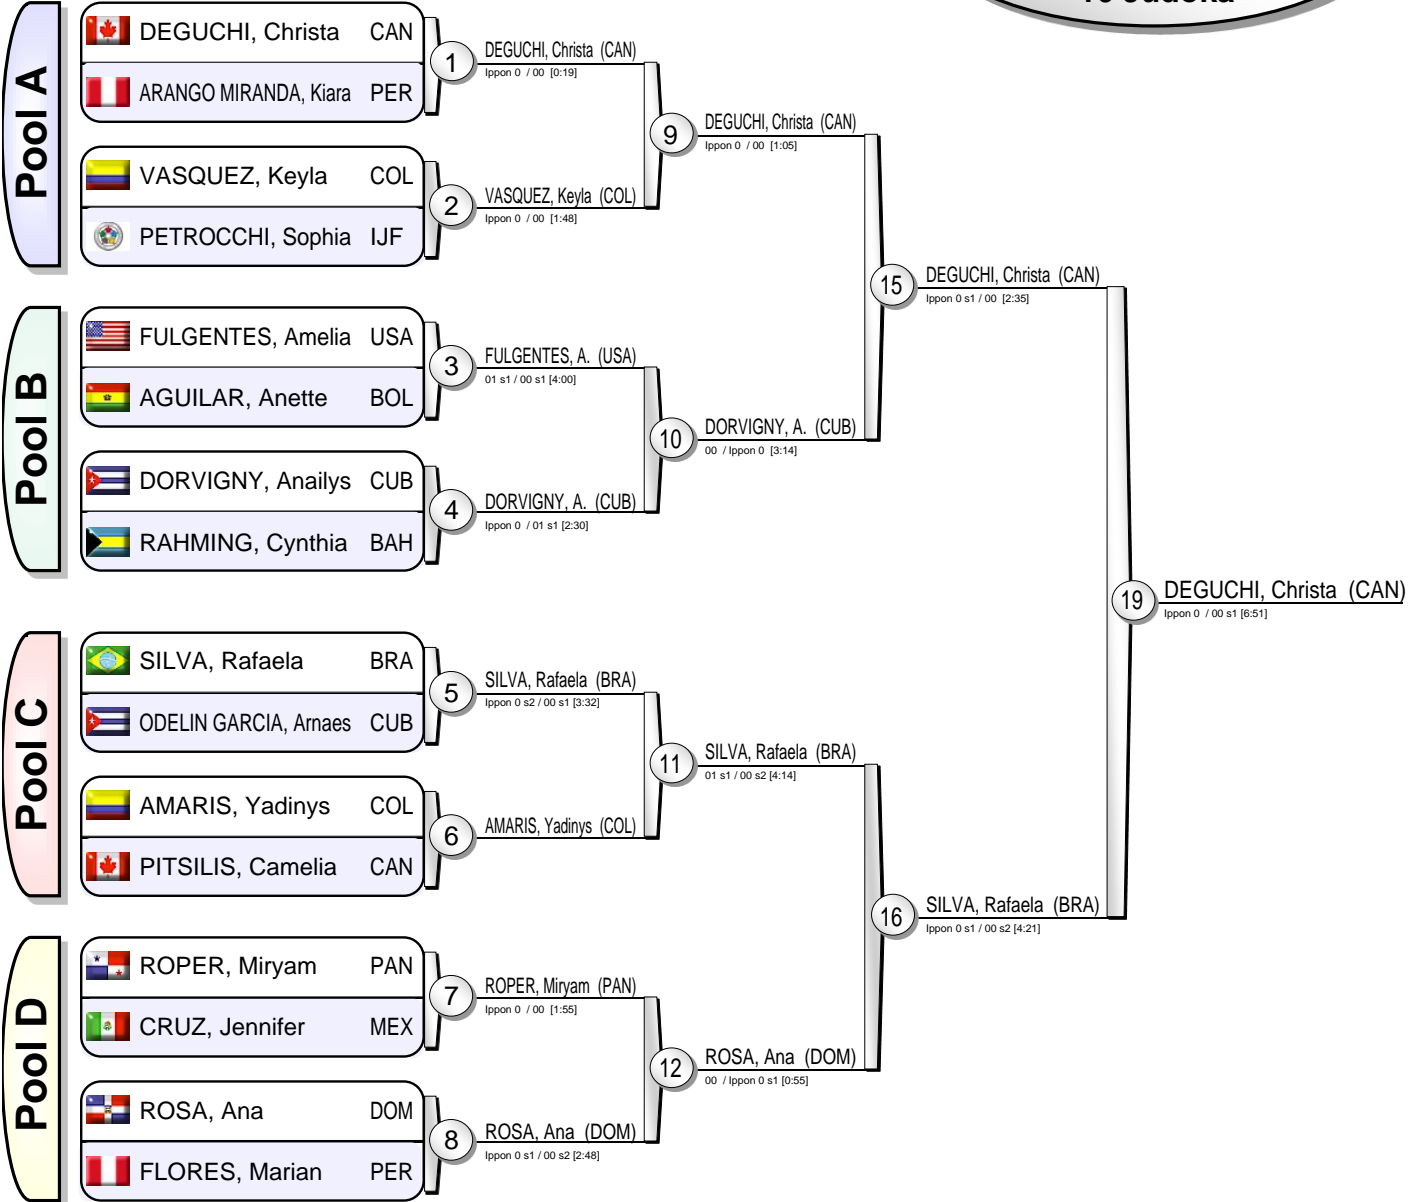 Pool A
DEGUCHI, Christa CAN
ARANGO MIRANDA, Kiara PER
VASQUEZ, Keyla COL
PETROCCHI, Sophia IJF
Pool B
FULGENTES, Amelia USA
AGUILAR, Anette BOL
DORVIGNY, Anailys CUB
RAHMING, Cynthia BAH
Pool C
SILVA, Rafaela BRA
ODELIN GARCIA, Arnaes CUB
AMARIS, Yadinys COL
PITSILIS, Camelia CAN
Pool D
ROPER, Miryam PAN
CRUZ, Jennifer MEX
ROSA, Ana DOM
FLORES, Marian PER
1
DEGUCHI, Christa (CAN)
Ippon 0 / 00 [0:19]
2
VASQUEZ, Keyla (COL)
Ippon 0 / 00 [1:48]
3
FULGENTES, A. (USA)
01 s1 / 00 s1 [4:00]
4
DORVIGNY, A. (CUB)
Ippon 0 / 01 s1 [2:30]
5
SILVA, Rafaela (BRA)
Ippon 0 s2 / 00 s1 [3:32]
6
AMARIS, Yadinys (COL)
7
ROPER, Miryam (PAN)
Ippon 0 / 00 [1:55]
8
ROSA, Ana (DOM)
Ippon 0 s1 / 00 s2 [2:48]
9
DEGUCHI, Christa (CAN)
Ippon 0 / 00 [1:05]
10
DORVIGNY, A. (CUB)
00 / Ippon 0 [3:14]
11
SILVA, Rafaela (BRA)
01 s1 / 00 s2 [4:14]
12
ROSA, Ana (DOM)
00 / Ippon 0 s1 [0:55]
15
DEGUCHI, Christa (CAN)
Ippon 0 s1 / 00 [2:35]
16
SILVA, Rafaela (BRA)
Ippon 0 s1 / 00 s2 [4:21]
19
DEGUCHI, Christa (CAN)
Ippon 0 / 00 s1 [6:51]